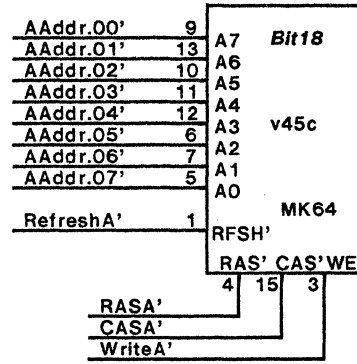 AAddr.00' 9 A7 Bit18
AAddr.01' 13 A6
AAddr.02' 10 A5
AAddr.03' 11 A4
AAddr.04' 12 A3 v45c
AAddr.05' 6 A2
AAddr.06' 7 A1
AAddr.07' 5 A0
MK64
RefreshA' 1 RFSH'
RAS' CAS' WE
4 15 3
RASA'
CASA'
WriteA'